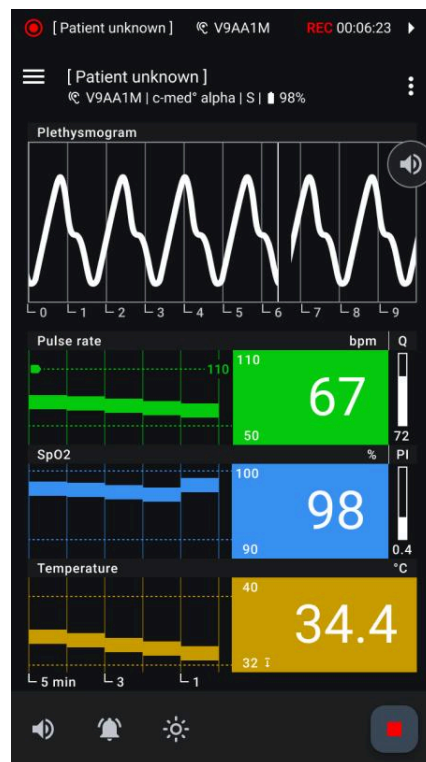 [ Patient unknown ] V9AA1M REC 00:06:23
[ Patient unknown ]
V9AA1M | c-med° alpha | S | 98%
Plethysmogram
0 1 2 3 4 5 6 7 8 9
Pulse rate bpm Q
110 110
67
50 72
SpO2 % PI
100
98
90 0.4
Temperature °C
40
34.4
32
5 min 3 1